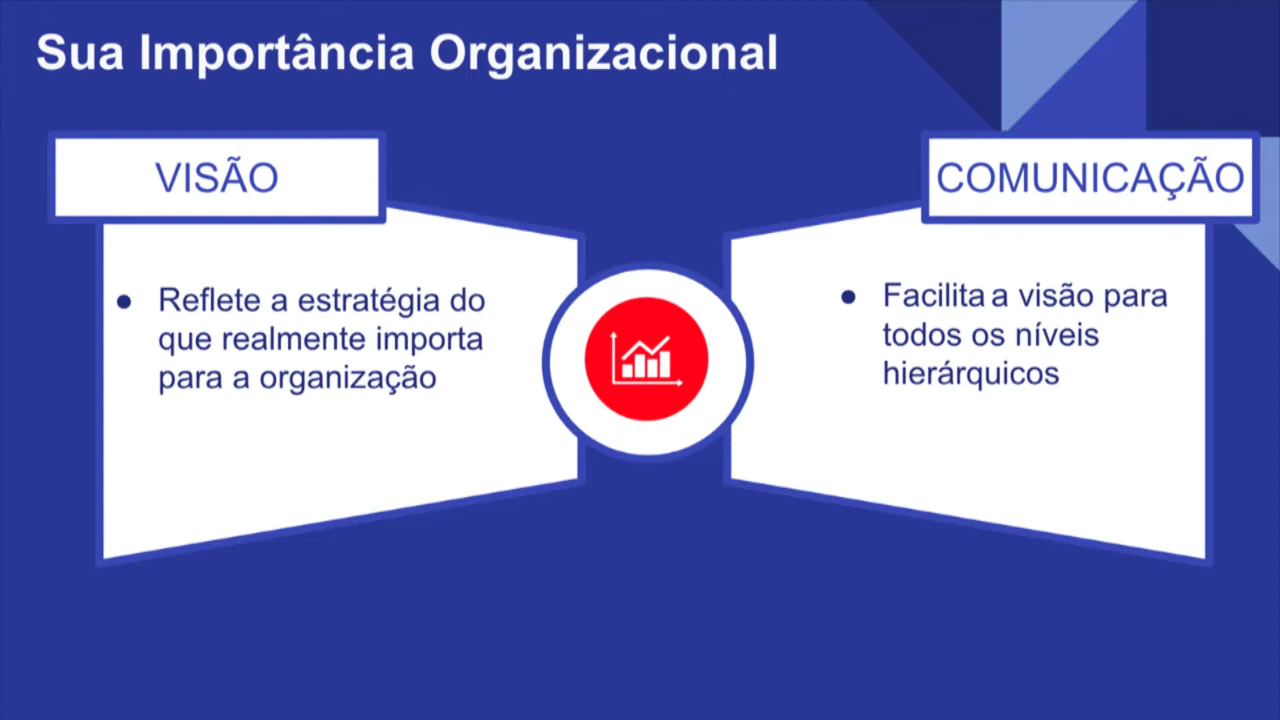 Sua Importância Organizacional
VISÃO
● Reflete a estratégia do
que realmente importa
para a organização
COMUNICAÇÃO
● Facilita a visão para
todos os níveis
hierárquicos